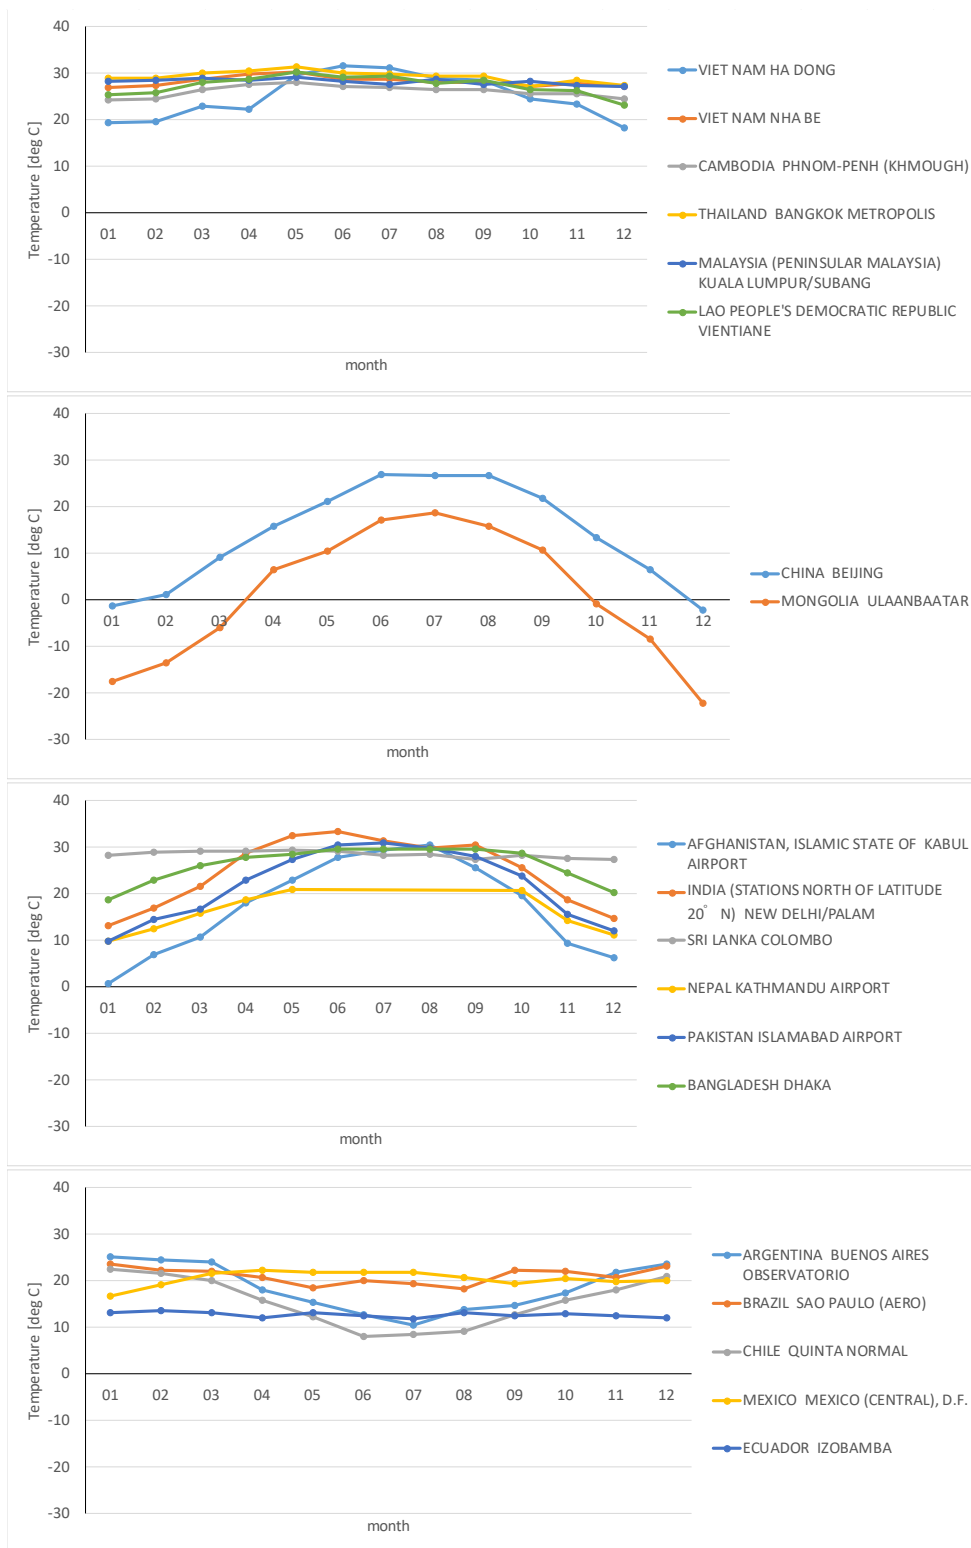 40
30
20
10
0
-10
-20
-30
Temperature [deg C]
01 02 03 04 05 06 07 08 09 10 11 12
month
VIET NAM HA DONG
VIET NAM NHA BE
CAMBODIA PHNOM-PENH (KHMOUGH)
THAILAND BANGKOK METROPOLIS
MALAYSIA (PENINSULAR MALAYSIA)
KUALA LUMPUR/SUBANG
LAO PEOPLE'S DEMOCRATIC REPUBLIC
VIENTIANE
40
30
20
10
0
-10
-20
-30
Temperature [deg C]
01 02 03 04 05 06 07 08 09 10 11 12
month
CHINA BEIJING
MONGOLIA ULAANBAATAR
40
30
20
10
0
-10
-20
-30
Temperature [deg C]
01 02 03 04 05 06 07 08 09 10 11 12
month
AFGHANISTAN, ISLAMIC STATE OF KABUL
AIRPORT
INDIA (STATIONS NORTH OF LATITUDE
20° N) NEW DELHI/PALAM
SRI LANKA COLOMBO
NEPAL KATHMANDU AIRPORT
PAKISTAN ISLAMABAD AIRPORT
BANGLADESH DHAKA
40
30
20
10
0
-10
-20
-30
Temperature [deg C]
01 02 03 04 05 06 07 08 09 10 11 12
month
ARGENTINA BUENOS AIRES
OBSERVATORIO
BRAZIL SAO PAULO (AERO)
CHILE QUINTA NORMAL
MEXICO MEXICO (CENTRAL), D.F.
ECUADOR IZOBAMBA